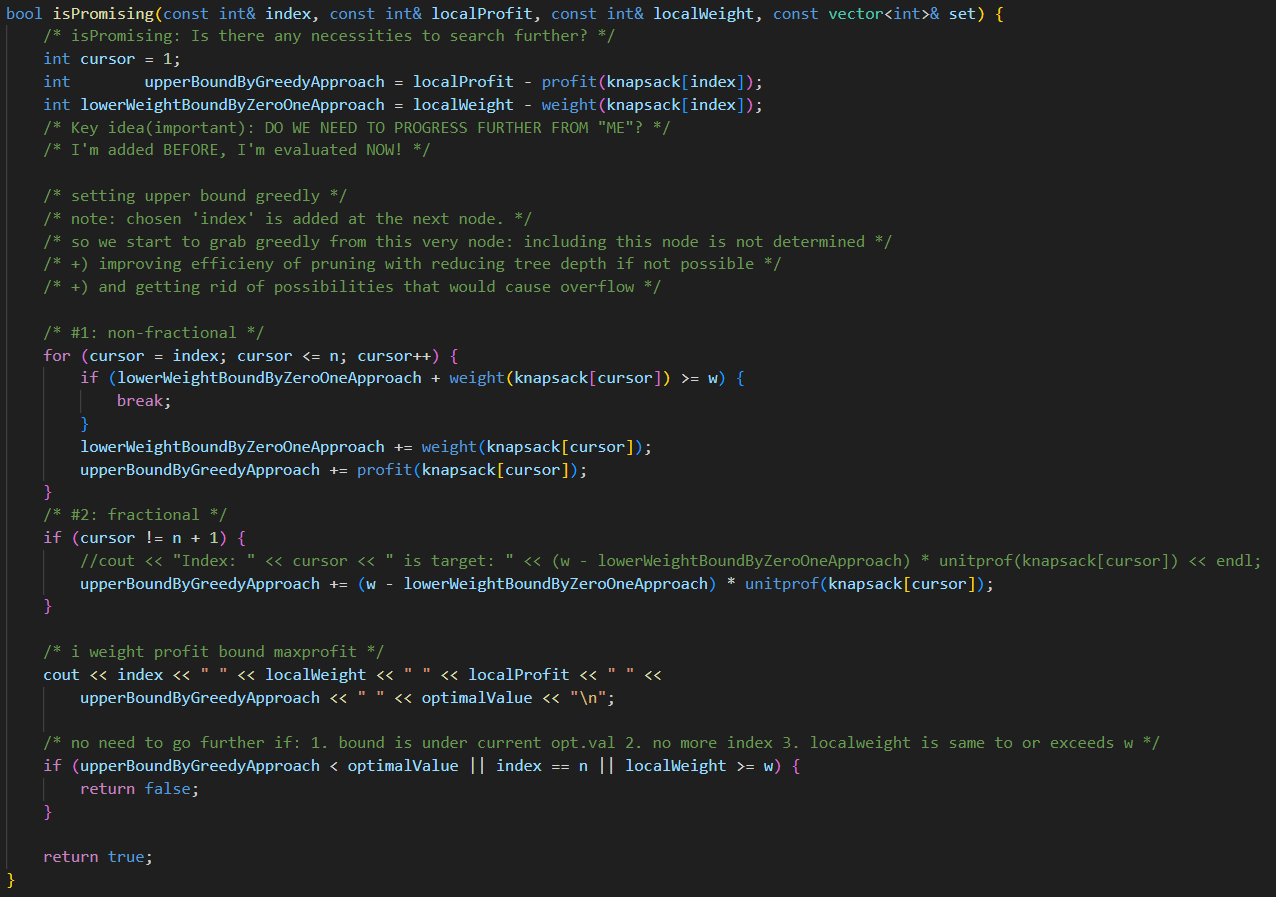 bool isPromising(const int& index, const int& localProfit, const int& localWeight, const vector<int>& set) {
    /* isPromising: Is there any necessities to search further? */
    int cursor = 1;
    int        upperBoundByGreedyApproach = localProfit - profit(knapsack[index]);
    int lowerWeightBoundByZeroOneApproach = localWeight - weight(knapsack[index]);
    /* Key idea(important): DO WE NEED TO PROGRESS FURTHER FROM "ME"? */
    /* I'm added BEFORE, I'm evaluated NOW! */

    /* setting upper bound greedly */
    /* note: chosen 'index' is added at the next node. */
    /* so we start to grab greedly from this very node: including this node is not determined */
    /* +) improving efficieny of pruning with reducing tree depth if not possible */
    /* +) and getting rid of possibilities that would cause overflow */

    /* #1: non-fractional */
    for (cursor = index; cursor <= n; cursor++) {
        if (lowerWeightBoundByZeroOneApproach + weight(knapsack[cursor]) >= w) {
            break;
        }
        lowerWeightBoundByZeroOneApproach += weight(knapsack[cursor]);
        upperBoundByGreedyApproach += profit(knapsack[cursor]);
    }
    /* #2: fractional */
    if (cursor != n + 1) {
        //cout << "Index: " << cursor << " is target: " << (w - lowerWeightBoundByZeroOneApproach) * unitprof(knapsack[cursor]) << endl;
        upperBoundByGreedyApproach += (w - lowerWeightBoundByZeroOneApproach) * unitprof(knapsack[cursor]);
    }

    /* i weight profit bound maxprofit */
    cout << index << " " << localWeight << " " << localProfit << " " <<
        upperBoundByGreedyApproach << " " << optimalValue << "\n";

    /* no need to go further if: 1. bound is under current opt.val 2. no more index 3. localweight is same to or exceeds w */
    if (upperBoundByGreedyApproach < optimalValue || index == n || localWeight >= w) {
        return false;
    }

    return true;
}